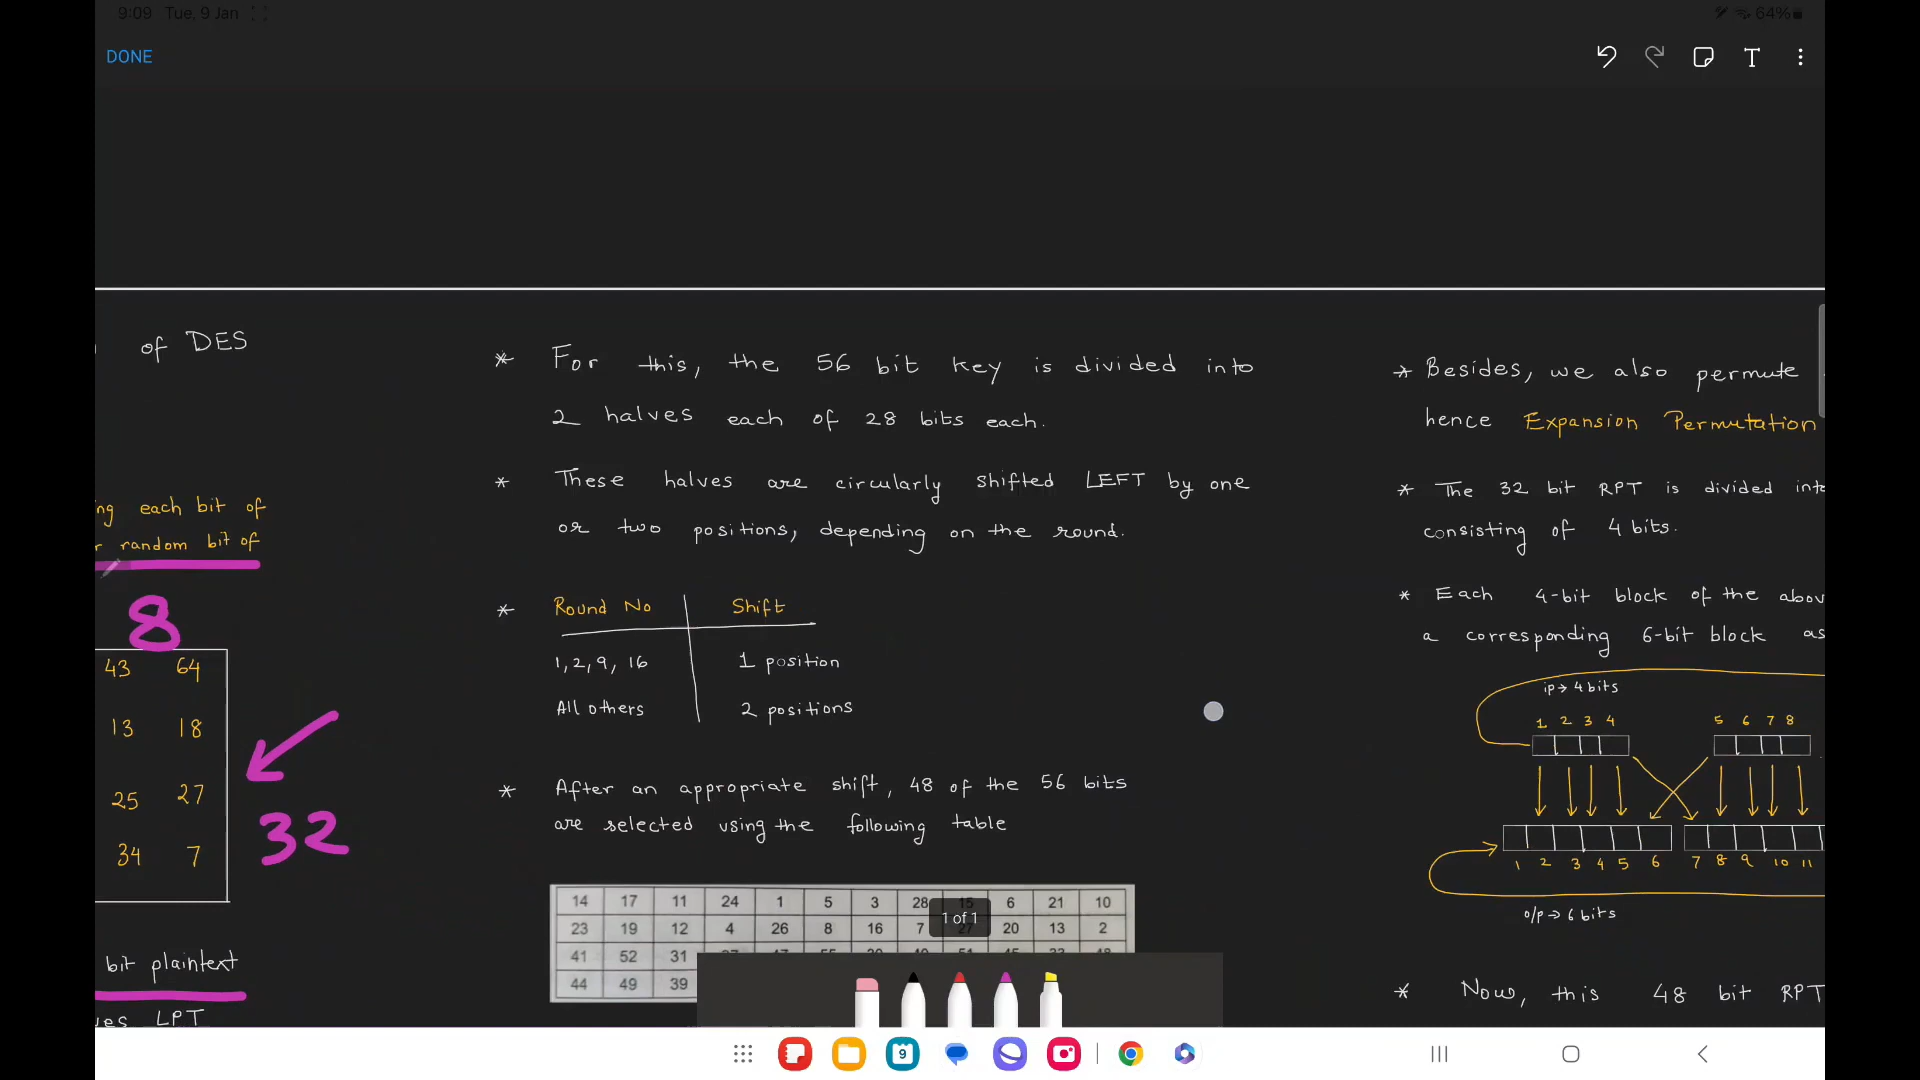 9:09 Tue, 9 Jan
64%
DONE
of DES
ing each bit of
r random bit of
8
43 64
13 18
25 27
34 7
32
bit plaintext
ves LPT
* For this, the 56 bit key is divided into
2 halves each of 28 bits each.
* These halves are circularly shifted LEFT by one
or two positions, depending on the round.
* Round No Shift
1, 2, 9, 16 1 position
All others 2 positions
* After an appropriate shift, 48 of the 56 bits
are selected using the following table
14 17 11 24 1 5 3 28 15 6 21 10
23 19 12 4 26 8 16 7 27 20 13 2
41 52 31
44 49 39
1 of 1
* Besides, we also permute
hence Expansion Permutation
* The 32 bit RPT is divided into
consisting of 4 bits.
* Each 4-bit block of the abov
a corresponding 6-bit block as
ip→ 4 bits
1 2 3 4 5 6 7 8
1 2 3 4 5 6 7 8 9 10 11
o/p → 6 bits
* Now, this 48 bit RPT
9